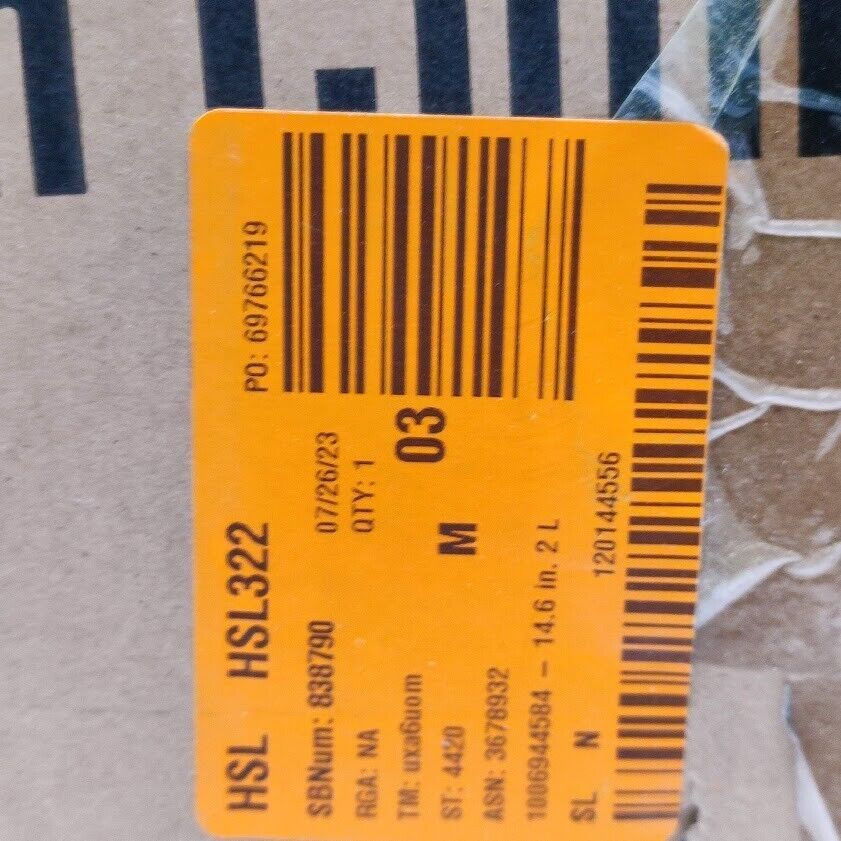 HSL HSL322
PO: 69766219
SBNum: 838790
07/26/23
RGA: NA
QTY: 1
TM: uxa6uom
03
ST: 4420
M
ASN: 3678932
1006944584 – 14.6 in. 2 L
SL N
120144556